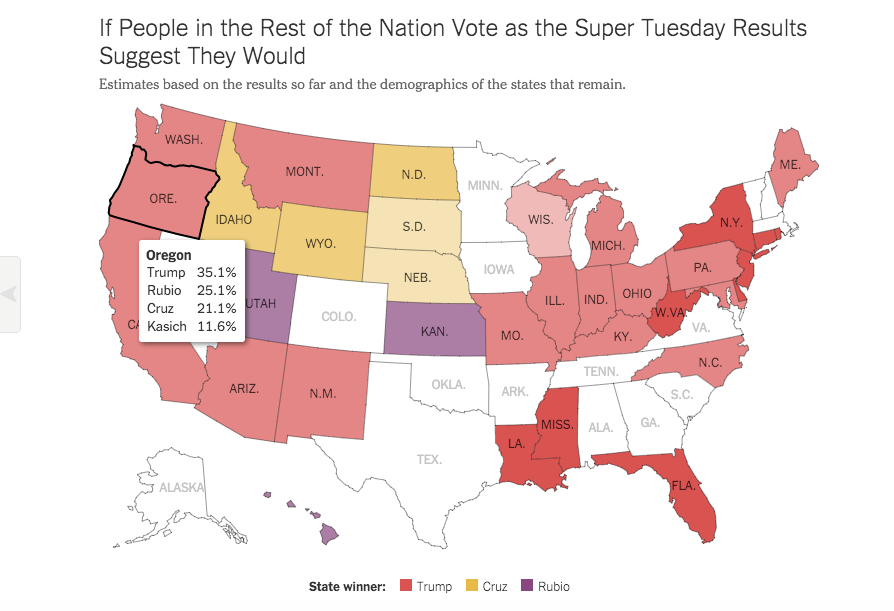 If People in the Rest of the Nation Vote as the Super Tuesday Results
Suggest They Would
Estimates based on the results so far and the demographics of the states that remain.
WASH.
ME.
MONT.
N.D.
MINN.
ORE.
IDAHO
S.D.
WIS.
N.Y.
WYO.
MICH.
Oregon
Trump 35.1%
Rubio 25.1%
Cruz 21.1%
Kasich 11.6%
NEB.
IOWA
PA.
UTAH
COLO.
ILL.
IND.
OHIO
W.VA.
CA
KAN.
MO.
KY.
VA.
ARIZ.
N.M.
OKLA.
ARK.
TENN.
N.C.
S.C.
MISS.
ALA.
GA.
LA.
TEX.
ALASKA
FLA.
State winner: Trump Cruz Rubio